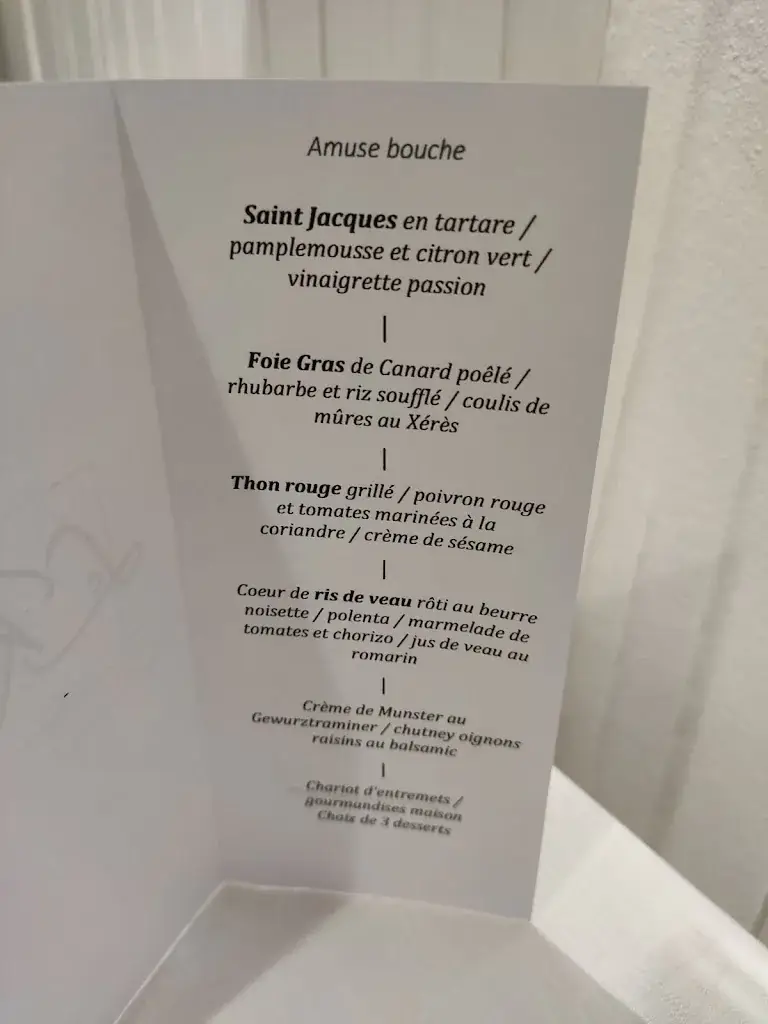 Amuse bouche
Saint Jacques en tartare /
pamplemousse et citron vert /
vinaigrette passion
|
Foie Gras de Canard poêlé /
rhubarbe et riz soufflé / coulis de
mûres au Xérès
|
Thon rouge grillé / poivron rouge
et tomates marinées à la
coriandre / crème de sésame
|
Coeur de ris de veau rôti au beurre
noisette / polenta / marmelade de
tomates et chorizo / jus de veau au
romarin
|
Crème de Munster au
Gewurztraminer / chutney oignons
raisins au balsamic
|
Chariot d'entremets /
gourmandises maison
Choix de 3 desserts